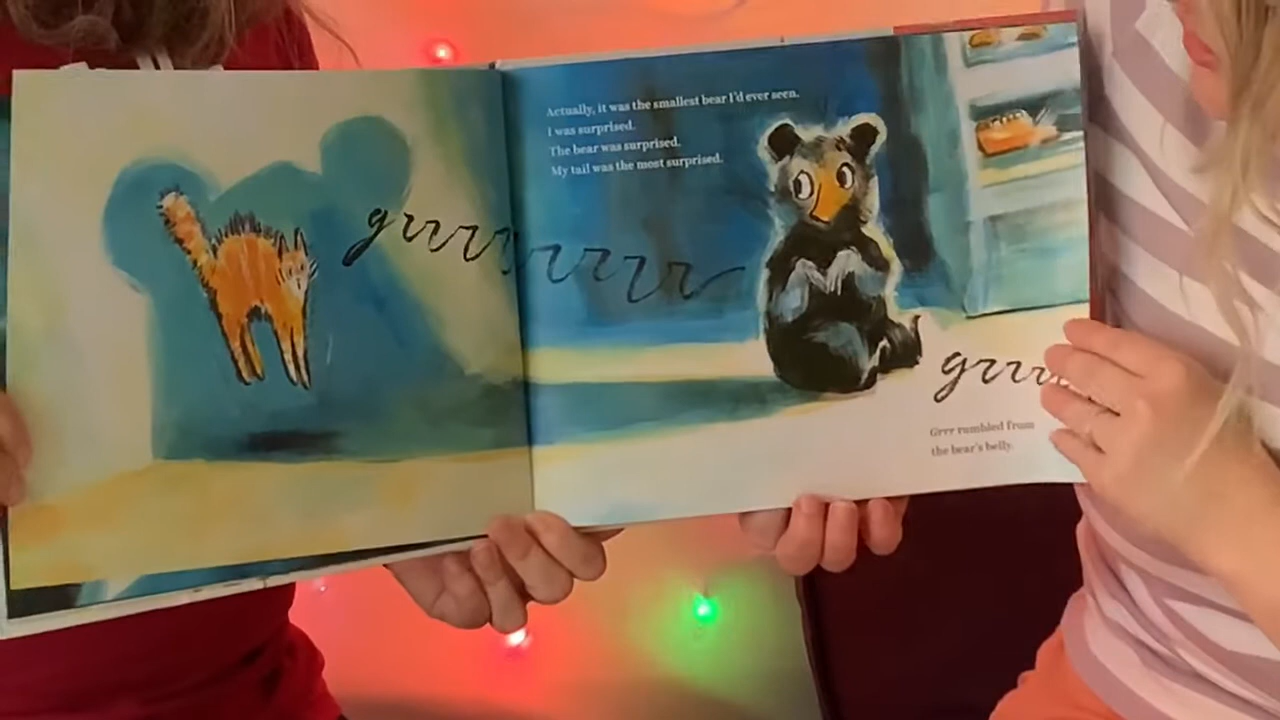 Actually, it was the smallest bear I'd ever seen.
I was surprised.
The bear was surprised.
My tail was the most surprised.
grrrrrrrr
grrrr
Grrr rumbled from
the bear's belly.